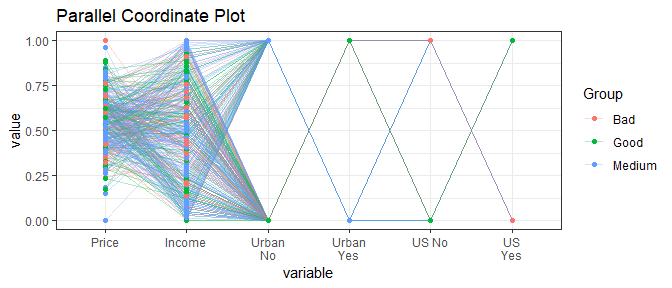 Parallel Coordinate Plot
1.00
0.75
0.50
0.25
0.00
value
Price
Income
Urban
No
Urban
Yes
US No
US
Yes
variable
Group
Bad
Good
Medium